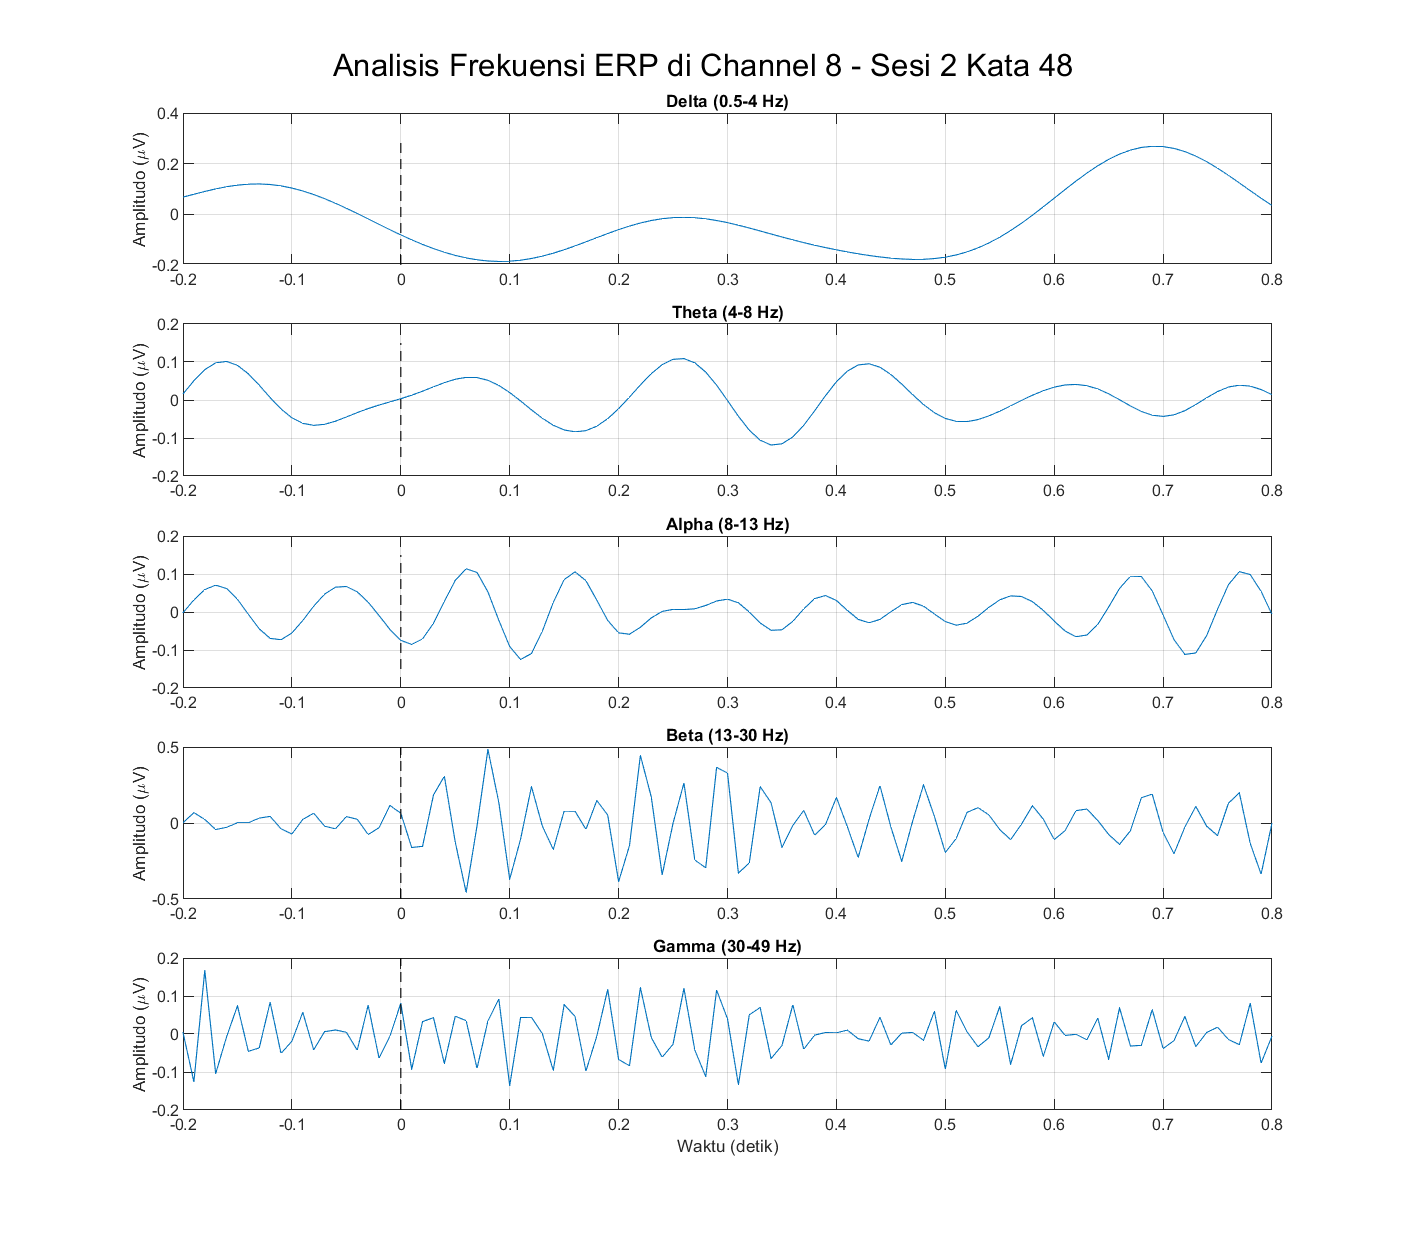 Analisis Frekuensi ERP di Channel 8 - Sesi 2 Kata 48
Delta (0.5-4 Hz)
Amplitudo (μV)
0.4
0.2
0
-0.2
-0.2 -0.1 0 0.1 0.2 0.3 0.4 0.5 0.6 0.7 0.8
Theta (4-8 Hz)
Amplitudo (μV)
0.2
0.1
0
-0.1
-0.2
-0.2 -0.1 0 0.1 0.2 0.3 0.4 0.5 0.6 0.7 0.8
Alpha (8-13 Hz)
Amplitudo (μV)
0.2
0.1
0
-0.1
-0.2
-0.2 -0.1 0 0.1 0.2 0.3 0.4 0.5 0.6 0.7 0.8
Beta (13-30 Hz)
Amplitudo (μV)
0.5
0
-0.5
-0.2 -0.1 0 0.1 0.2 0.3 0.4 0.5 0.6 0.7 0.8
Gamma (30-49 Hz)
Amplitudo (μV)
0.2
0.1
0
-0.1
-0.2
-0.2 -0.1 0 0.1 0.2 0.3 0.4 0.5 0.6 0.7 0.8
Waktu (detik)